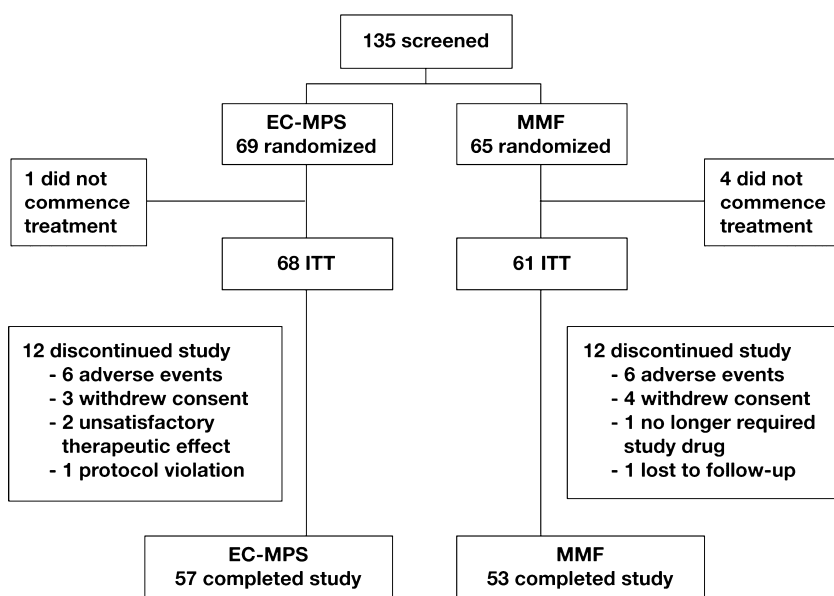 135 screened
EC-MPS
69 randomized
MMF
65 randomized
1 did not
commence
treatment
4 did not
commence
treatment
68 ITT
61 ITT
12 discontinued study
- 6 adverse events
- 3 withdrew consent
- 2 unsatisfactory
therapeutic effect
- 1 protocol violation
12 discontinued study
- 6 adverse events
- 4 withdrew consent
- 1 no longer required
study drug
- 1 lost to follow-up
EC-MPS
57 completed study
MMF
53 completed study